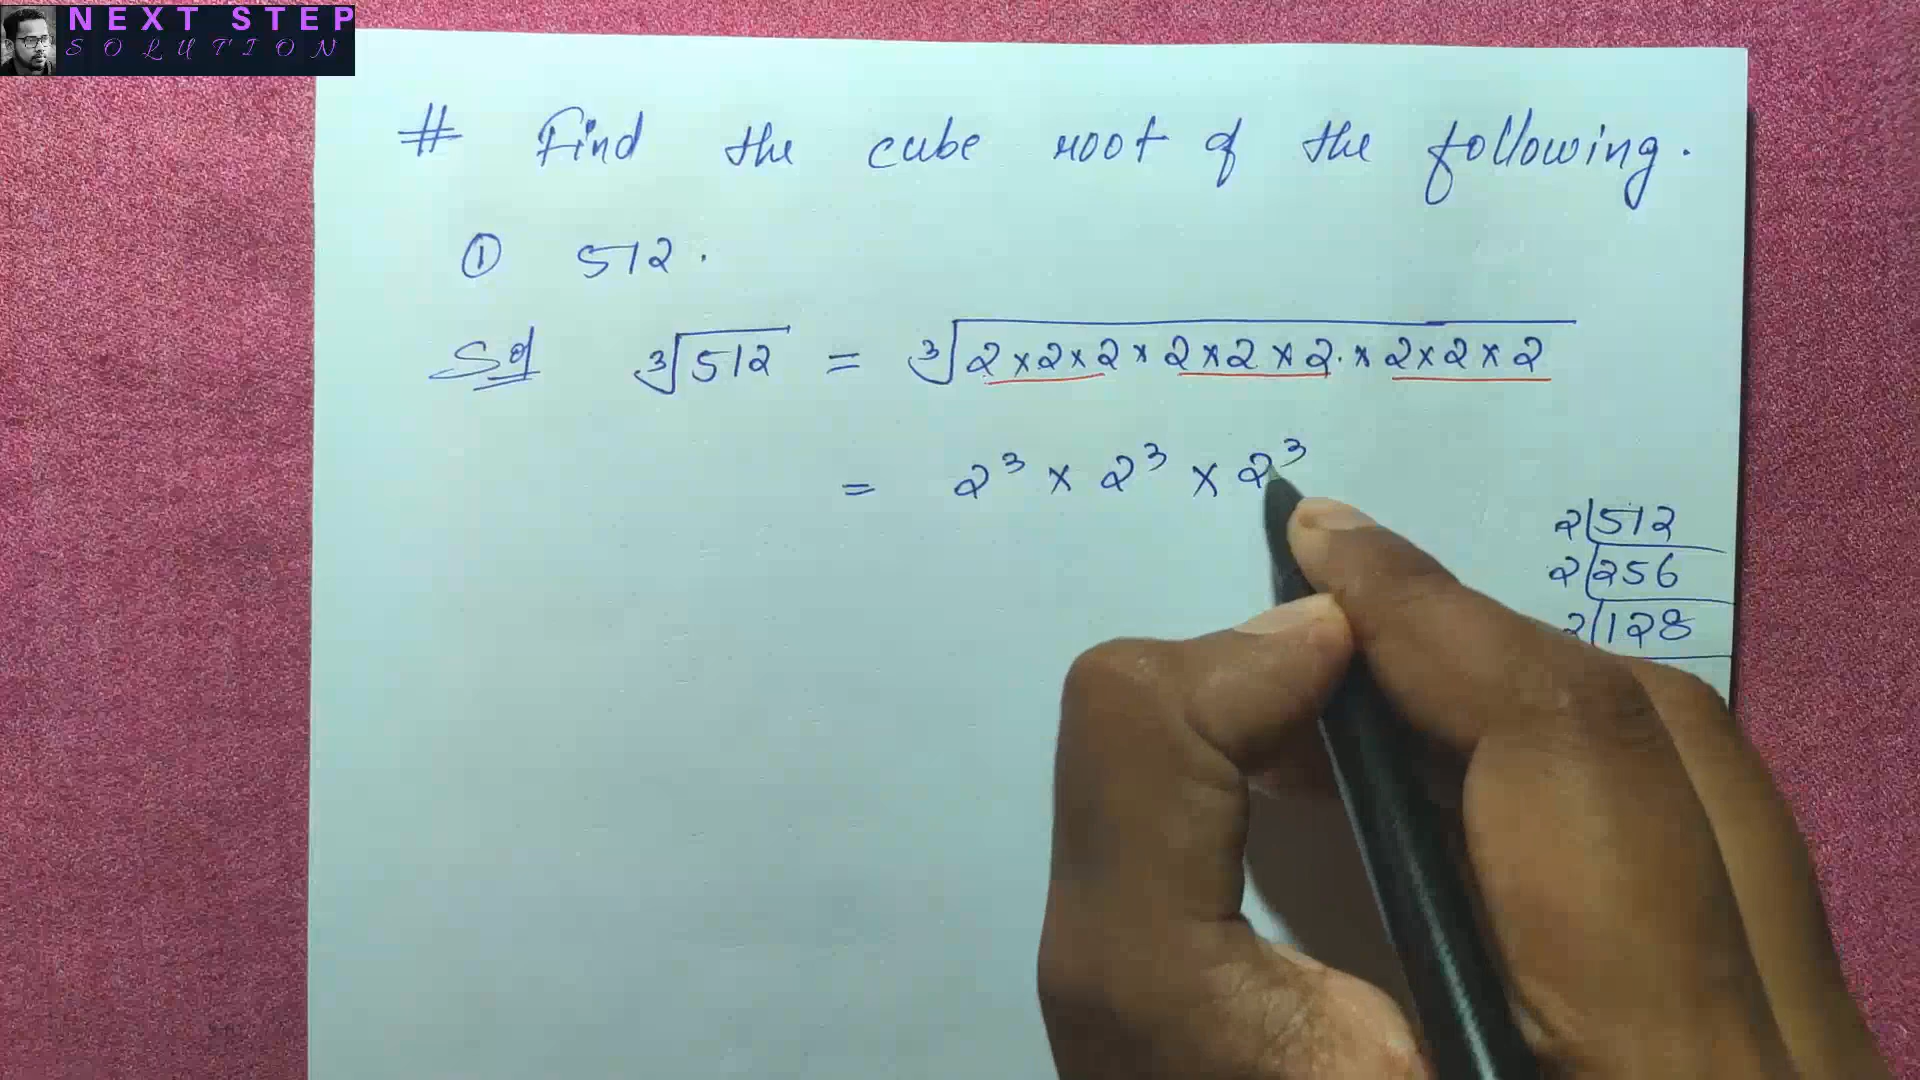 NEXT STEP
SOLUTION
# Find the cube root of the following.
① 512.
Sol ∛512 = ∛2×2×2×2×2×2.×2×2×2
= 2³ × 2³ × 2³
2|512
2|256
2|128